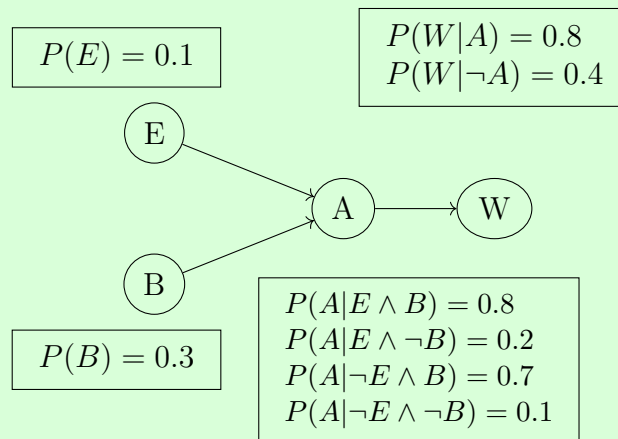 P(E) = 0.1
P(W|A) = 0.8
P(W|¬A) = 0.4
E
A
W
B
P(B) = 0.3
P(A|E ∧ B) = 0.8
P(A|E ∧ ¬B) = 0.2
P(A|¬E ∧ B) = 0.7
P(A|¬E ∧ ¬B) = 0.1